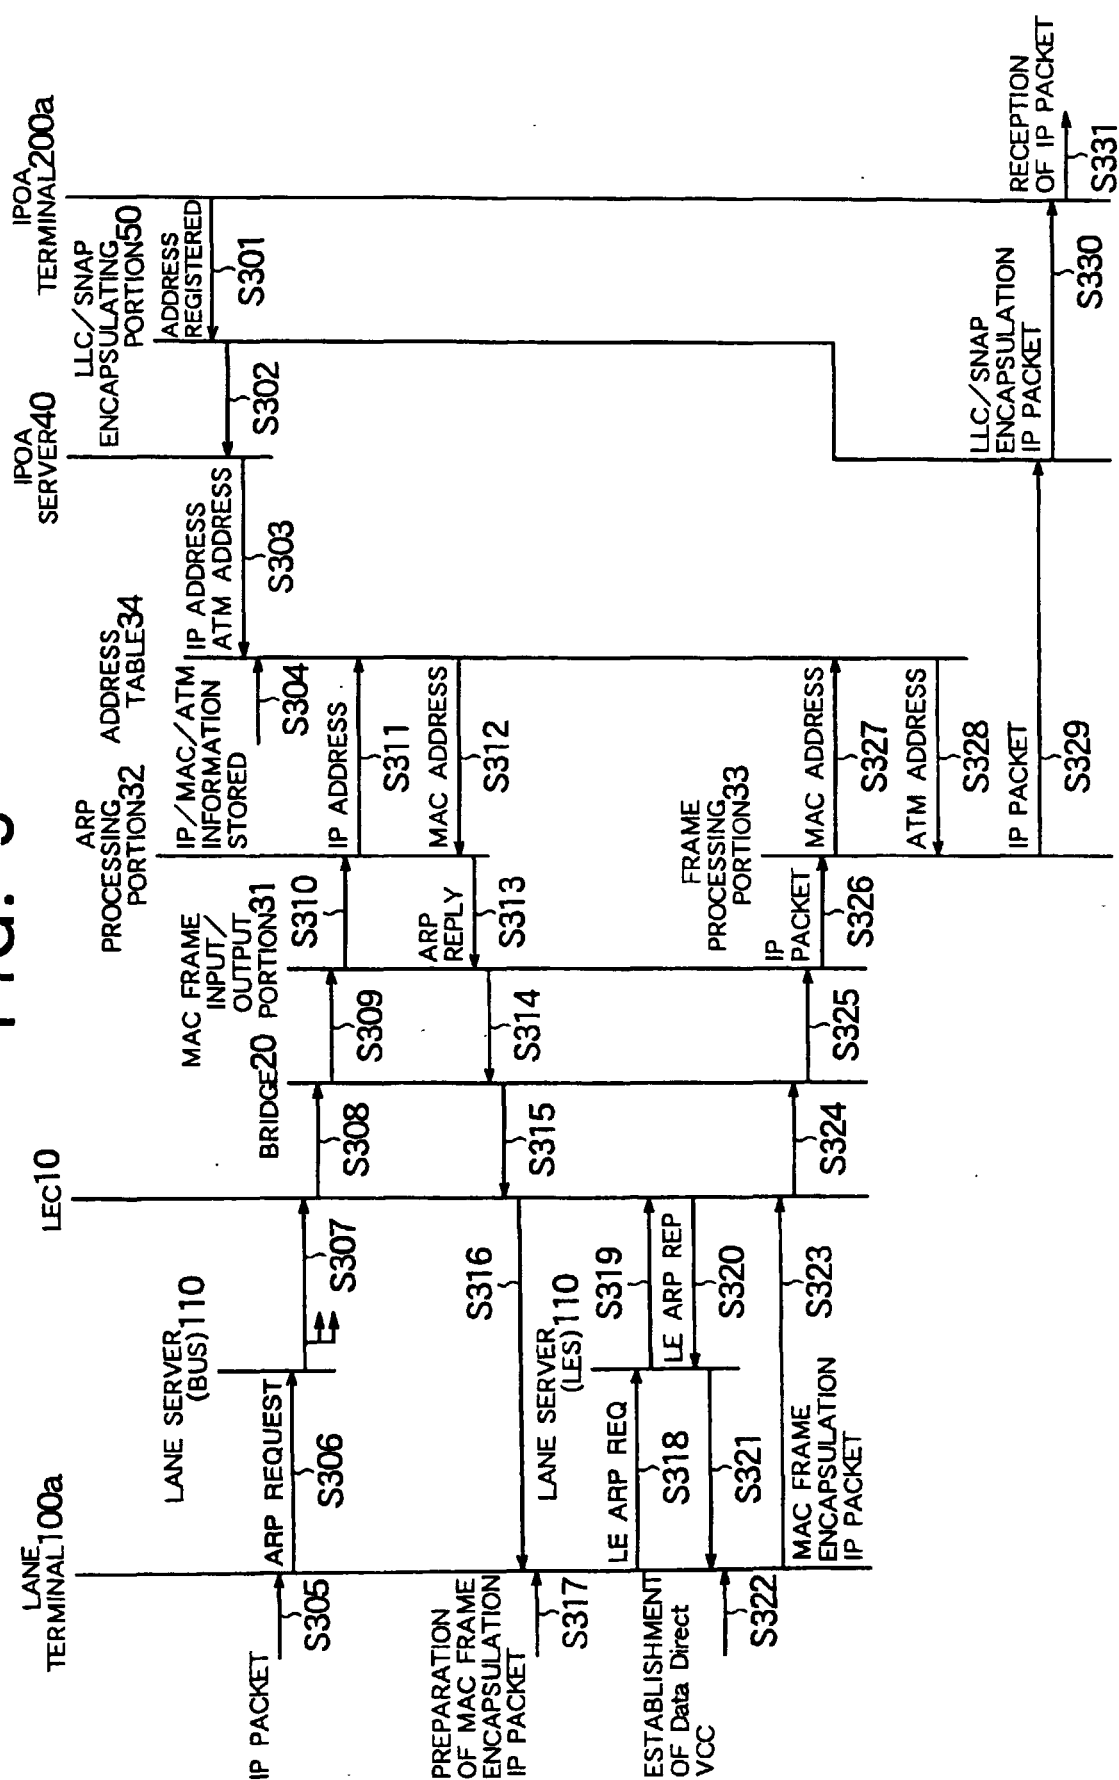 FIG.
LANE
TERMINAL100a
LANE SERVER
(BUS)110
LEC10
BRIDGE20
MAC FRAME
INPUT/
OUTPUT
PORTION31
ARP
PROCESSING
PORTION32
ADDRESS
TABLE34
IPOA
SERVER40
LLC/SNAP
ENCAPSULATING
PORTION50
IPOA
TERMINAL200a
ADDRESS
REGISTERED
S301
S302
IP ADDRESS
ATM ADDRESS
S303
IP/MAC/ATM
INFORMATION
STORED
S304
IP PACKET
S305
ARP REQUEST
S306
S307
S308
S309
S310
IP ADDRESS
S311
MAC ADDRESS
S312
ARP
REPLY
S313
S314
S315
S316
PREPARATION
OF MAC FRAME
ENCAPSULATION
IP PACKET
S317
LANE SERVER
(LES)110
LE ARP REQ
S318
S319
LE ARP REP
S320
S321
ESTABLISHMENT
OF Data Direct
VCC
S322
MAC FRAME
ENCAPSULATION
IP PACKET
S323
S324
S325
FRAME
PROCESSING
PORTION33
IP
PACKET
S326
MAC ADDRESS
S327
ATM ADDRESS
S328
IP PACKET
S329
LLC/SNAP
ENCAPSULATION
IP PACKET
S330
RECEPTION
OF IP PACKET
S331